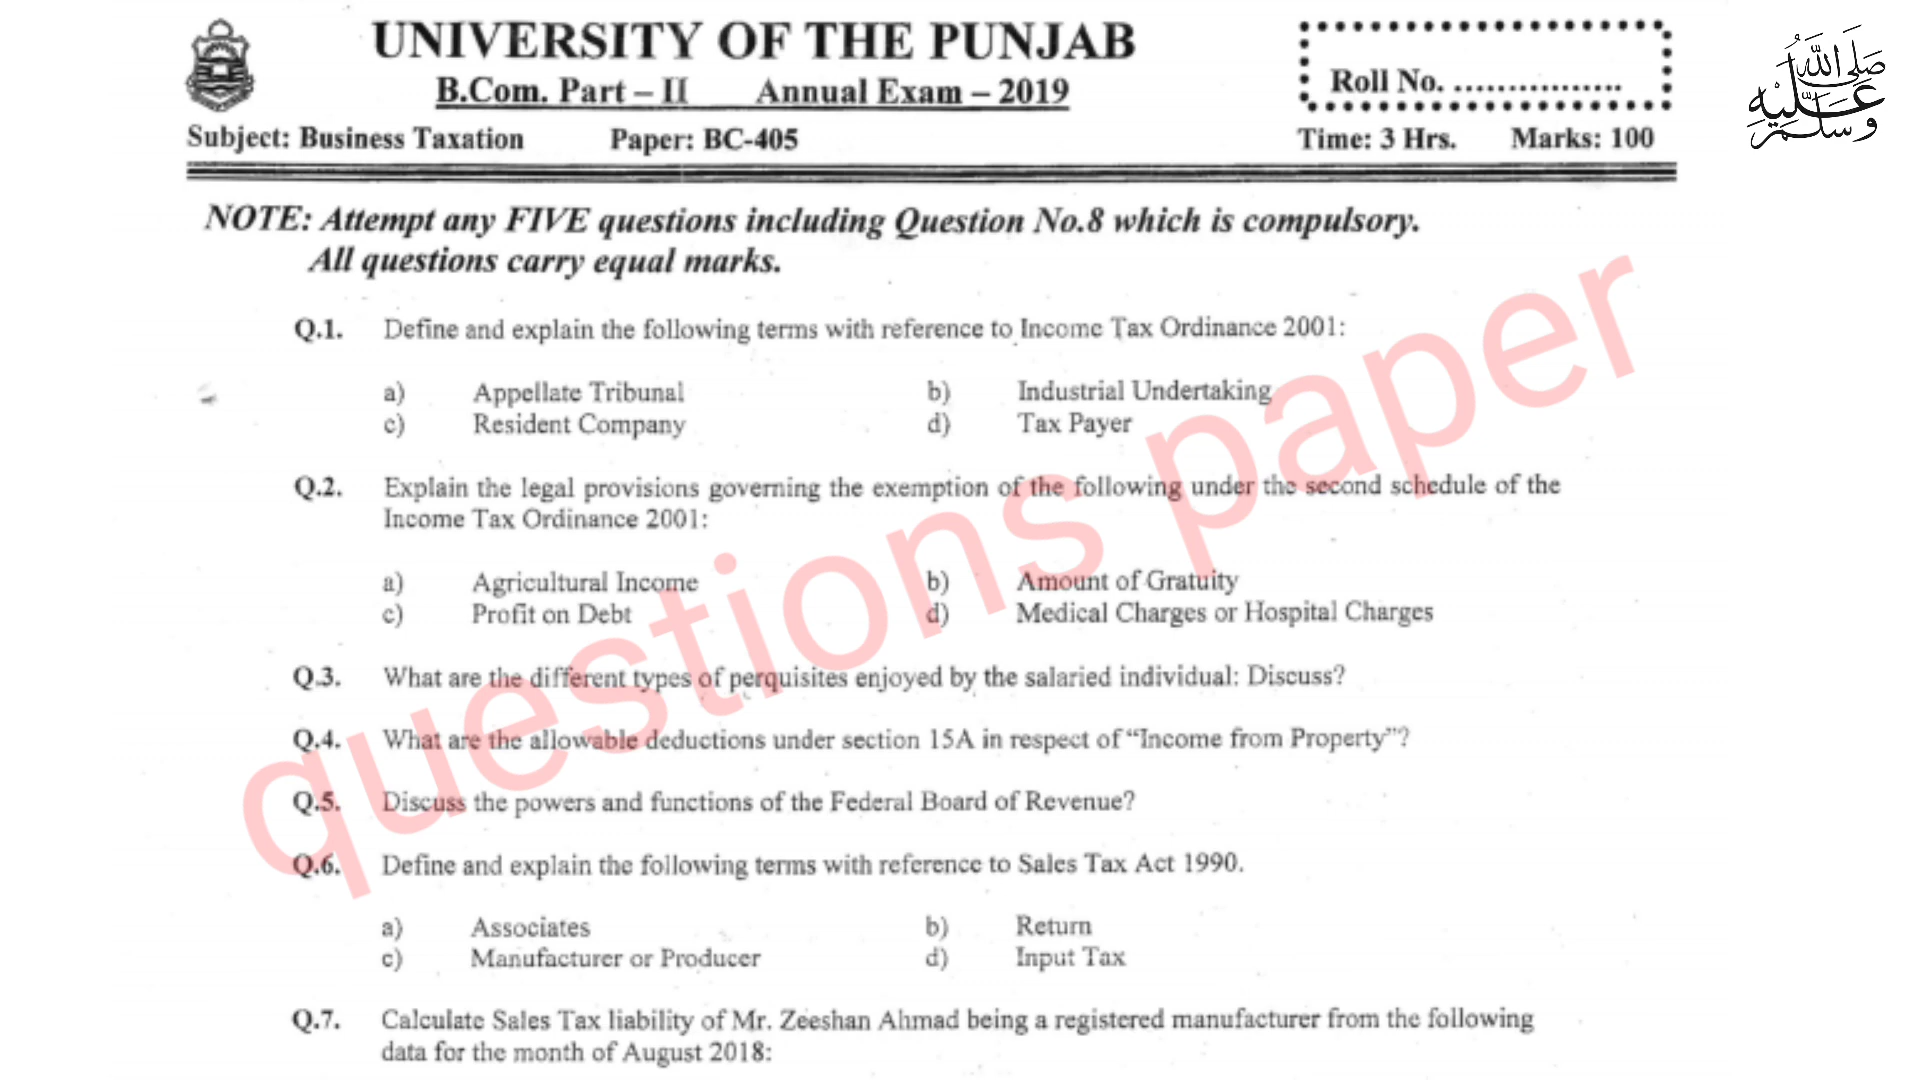 UNIVERSITY OF THE PUNJAB
B.Com. Part – II Annual Exam – 2019
Roll No. ..................
Subject: Business Taxation Paper: BC-405 Time: 3 Hrs. Marks: 100
صلى الله
عليه
وسلم
NOTE: Attempt any FIVE questions including Question No.8 which is compulsory.
All questions carry equal marks.
Q.1. Define and explain the following terms with reference to Income Tax Ordinance 2001:
a) Appellate Tribunal b) Industrial Undertaking
c) Resident Company d) Tax Payer
Q.2. Explain the legal provisions governing the exemption of the following under the second schedule of the
Income Tax Ordinance 2001:
a) Agricultural Income b) Amount of Gratuity
c) Profit on Debt d) Medical Charges or Hospital Charges
Q.3. What are the different types of perquisites enjoyed by the salaried individual: Discuss?
Q.4. What are the allowable deductions under section 15A in respect of “Income from Property”?
Q.5. Discuss the powers and functions of the Federal Board of Revenue?
Q.6. Define and explain the following terms with reference to Sales Tax Act 1990.
a) Associates b) Return
c) Manufacturer or Producer d) Input Tax
Q.7. Calculate Sales Tax liability of Mr. Zeeshan Ahmad being a registered manufacturer from the following
data for the month of August 2018:
questions paper